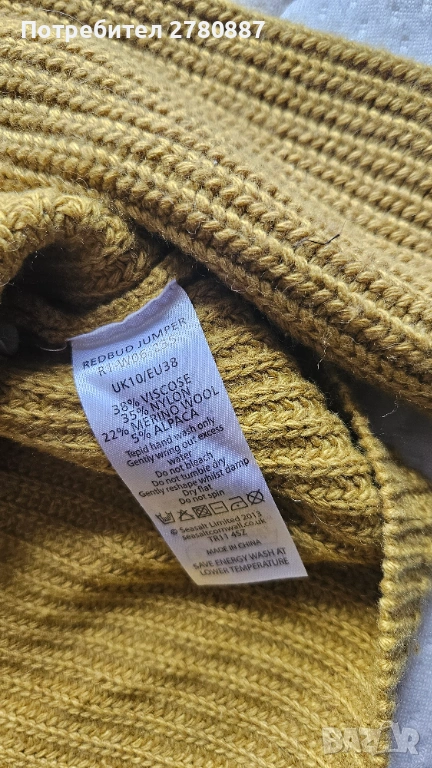 Потребител 2780887
REDBUD JUMPER
UK10/EU38
38% VISCOSE
35% NYLON
22% MERINO WOOL
5% ALPACA
Tepid hand wash only
Gently wring out excess
water
Do not bleach
Do not tumble dry
Gently reshape whilst damp
Dry flat
Do not spin
© Seasalt Limited 2013
seasaltcornwall.co.uk
TR11 4SZ
MADE IN CHINA
SAVE ENERGY WASH AT
LOWER TEMPERATURE
BAZAR